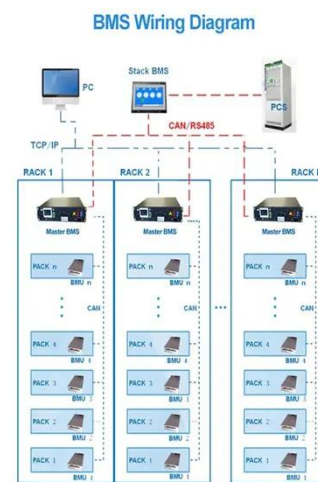 BMS Wiring Diagram
PC
Stack BMS
PCS
CAN/RS485
TCP/IP
RACK 1
RACK 2
RACK
Master BMS
Master BMS
Master BMS
PACK n
BMU n
PACK n
BMU n
PACK n
BMU n
CAN
CAN
CAN
...
PACK 4
BMU 4
PACK 4
BMU 4
PACK 4
BMU 4
PACK 3
BMU 3
PACK 3
BMU 3
PACK 3
BMU 3
PACK 2
BMU 2
PACK 2
BMU 2
PACK 2
BMU 2
PACK 1
BMU 1
PACK 1
BMU 1
PACK 1
BMU 1